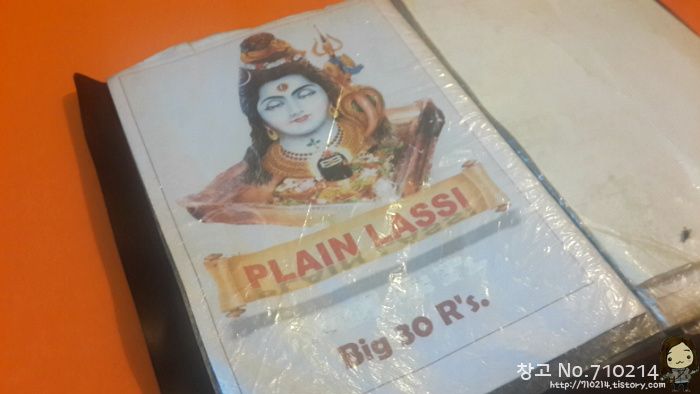 PLAIN LASSI
Big 30 R's.
창고 No.710214
http://710214.tistory.com/